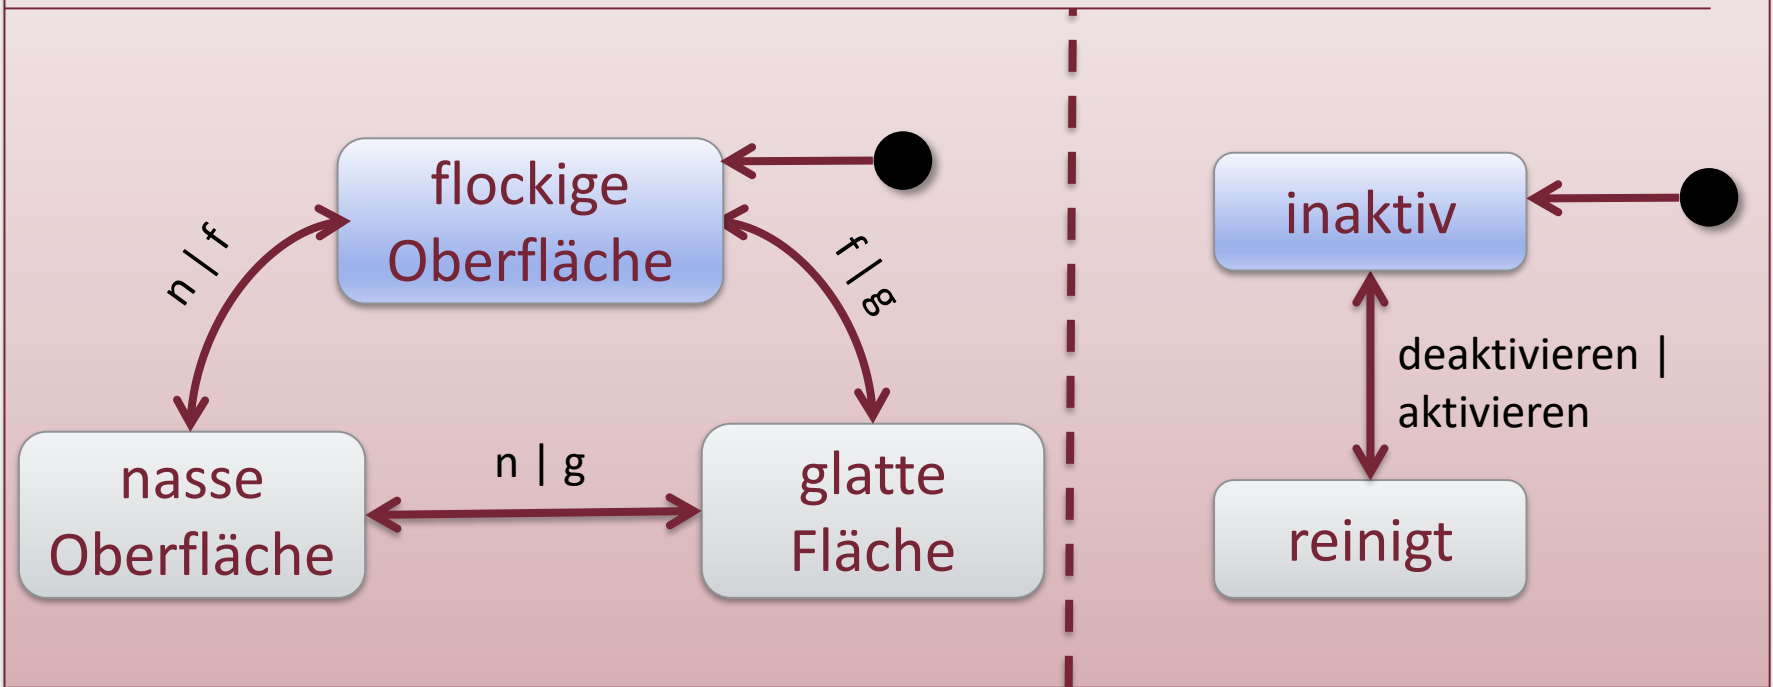 flockige
Oberfläche
n | f
f | g
nasse
Oberfläche
n | g
glatte
Fläche
inaktiv
deaktivieren |
aktivieren
reinigt